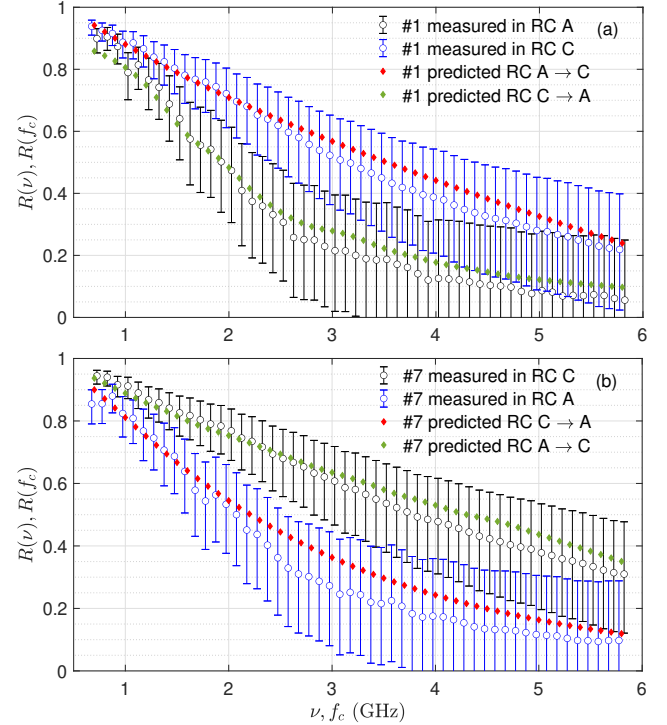 1
0.8
0.6
0.4
0.2
0
R(ν), R(f_c)
(a)
#1 measured in RC A
#1 measured in RC C
#1 predicted RC A → C
#1 predicted RC C → A
1 2 3 4 5 6
1
0.8
0.6
0.4
0.2
0
R(ν), R(f_c)
(b)
#7 measured in RC C
#7 measured in RC A
#7 predicted RC C → A
#7 predicted RC A → C
1 2 3 4 5 6
ν, f_c (GHz)